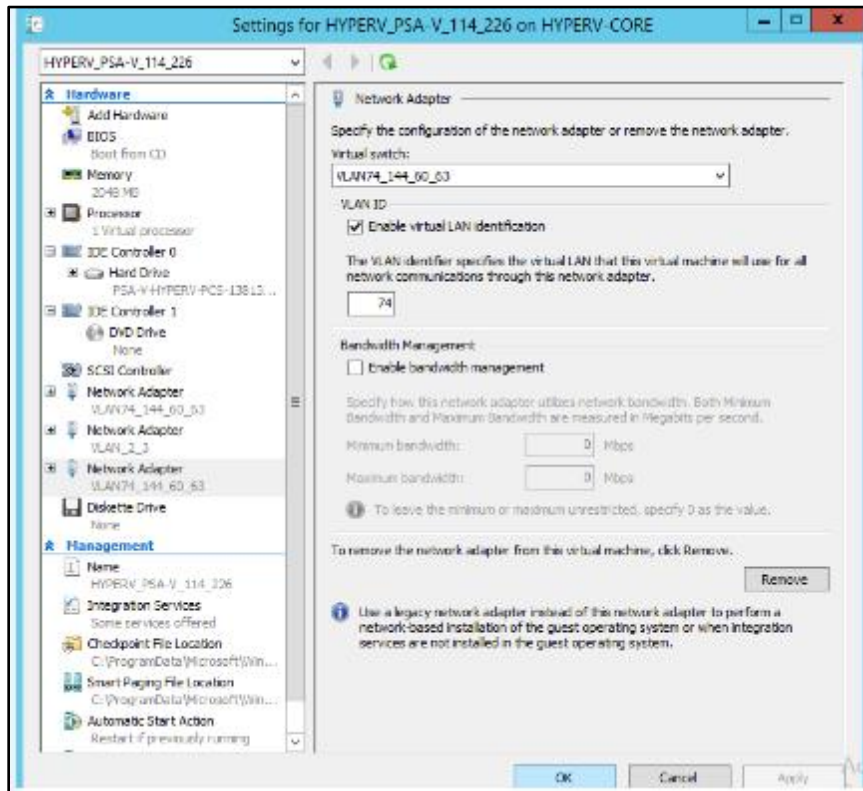 Settings for HYPERV_PSA-V_114_226 on HYPERV-CORE
HYPERV_PSA-V_114_226
Hardware
Add Hardware
BIOS
Boot from CD
Memory
2048 MB
Processor
1 Virtual processor
IDE Controller 0
Hard Drive
PSA-V-HYPERV-PCS-13813...
IDE Controller 1
DVD Drive
None
SCSI Controller
Network Adapter
VLAN74_144_60_63
Network Adapter
VLAN_2_3
Network Adapter
VLAN74_144_60_63
Diskette Drive
None
Management
Name
HYPERV_PSA-V_114_226
Integration Services
Some services offered
Checkpoint File Location
C:\ProgramData\Microsoft\Win...
Smart Paging File Location
C:\ProgramData\Microsoft\Win...
Automatic Start Action
Restart if previously running
Network Adapter
Specify the configuration of the network adapter or remove the network adapter.
Virtual switch:
VLAN74_144_60_63
VLAN ID
Enable virtual LAN identification
The VLAN identifier specifies the virtual LAN that this virtual machine will use for all
network communications through this network adapter.
74
Bandwidth Management
Enable bandwidth management
Specify how this network adapter utilizes network bandwidth. Both Minimum
Bandwidth and Maximum Bandwidth are measured in Megabits per second.
Minimum bandwidth: 0 Mbps
Maximum bandwidth: 0 Mbps
To leave the minimum or maximum unrestricted, specify 0 as the value.
To remove the network adapter from this virtual machine, click Remove.
Remove
Use a legacy network adapter instead of this network adapter to perform a
network-based installation of the guest operating system or when integration
services are not installed in the guest operating system.
OK Cancel Apply